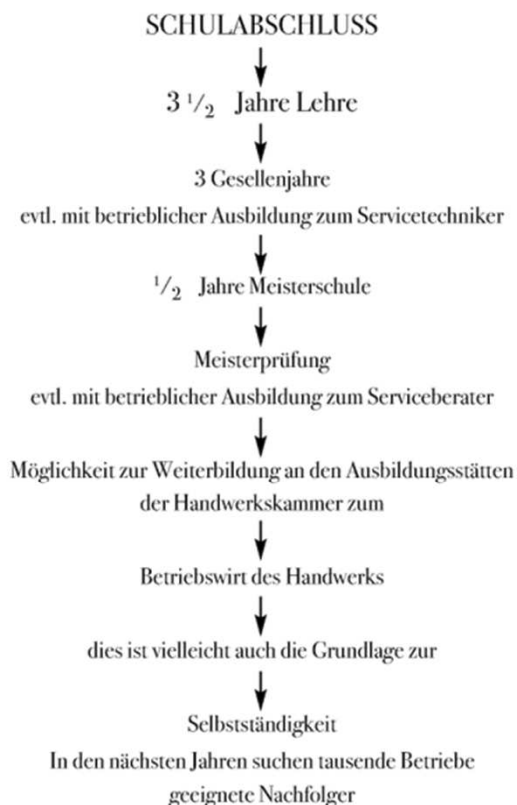 SCHULABSCHLUSS
3 1/2 Jahre Lehre
3 Gesellenjahre
evtl. mit betrieblicher Ausbildung zum Servicetechniker
1/2 Jahre Meisterschule
Meisterprüfung
evtl. mit betrieblicher Ausbildung zum Serviceberater
Möglichkeit zur Weiterbildung an den Ausbildungsstätten
der Handwerkskammer zum
Betriebswirt des Handwerks
dies ist vielleicht auch die Grundlage zur
Selbstständigkeit
In den nächsten Jahren suchen tausende Betriebe
geeignete Nachfolger